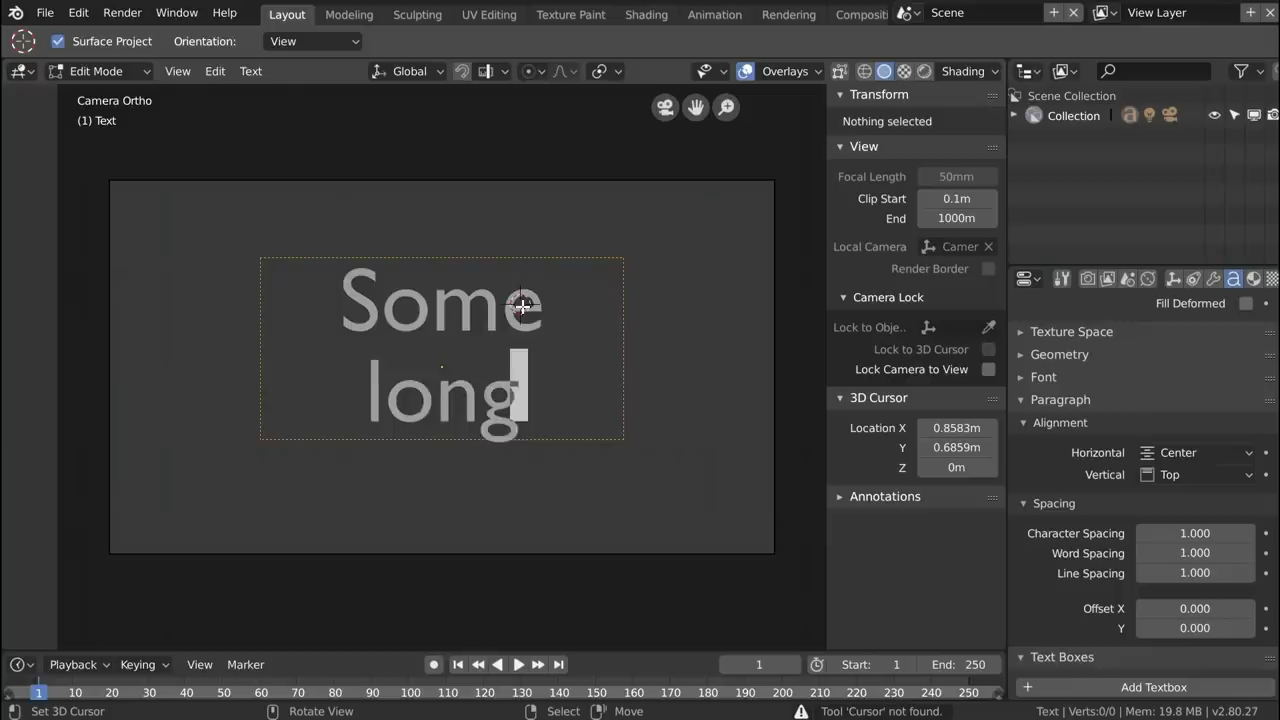 File Edit Render Window Help Layout Modeling Sculpting UV Editing Texture Paint Shading Animation Rendering Composit Scene View Layer
Surface Project Orientation: View
Edit Mode View Edit Text Global Overlays Shading
Camera Ortho
(1) Text
Some
long
Transform
Nothing selected
View
Focal Length 50mm
Clip Start 0.1m
End 1000m
Local Camera Camer
Render Border
Camera Lock
Lock to Obje..
Lock to 3D Cursor
Lock Camera to View
3D Cursor
Location X 0.8583m
Y 0.6859m
Z 0m
Annotations
Scene Collection
Collection
Fill Deformed
Texture Space
Geometry
Font
Paragraph
Alignment
Horizontal Center
Vertical Top
Spacing
Character Spacing 1.000
Word Spacing 1.000
Line Spacing 1.000
Offset X 0.000
Y 0.000
Text Boxes
Add Textbox
Playback Keying View Marker 1 Start: 1 End: 250
1 10 20 30 40 50 60 70 80 90 100 110 120 130 140 150 160 170 180 190 200 210 220 230 240 250
Set 3D Cursor Rotate View Select Move Tool 'Cursor' not found. Text | Verts:0/0 | Mem: 19.8 MB | v2.80.27